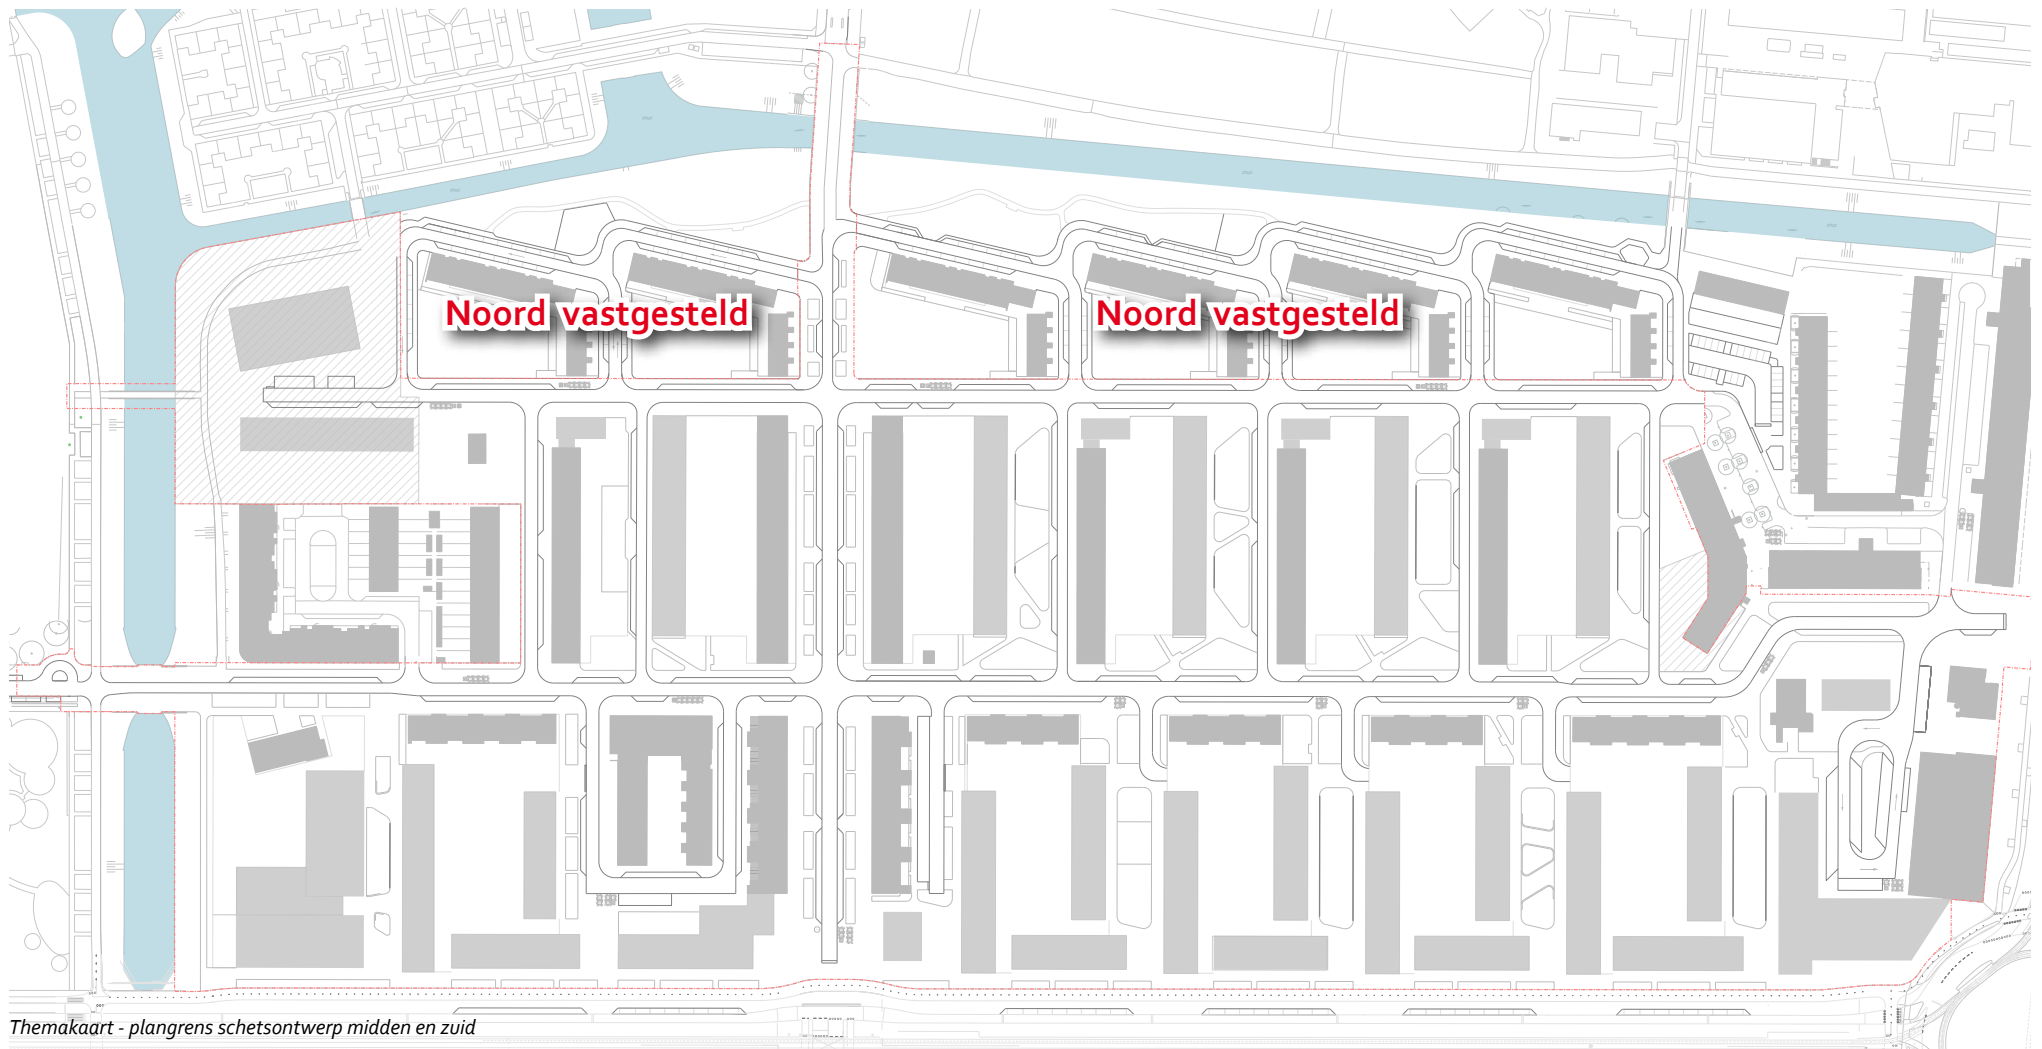 Noord vastgesteld
Noord vastgesteld
Themakaart - plangrens schetsontwerp midden en zuid